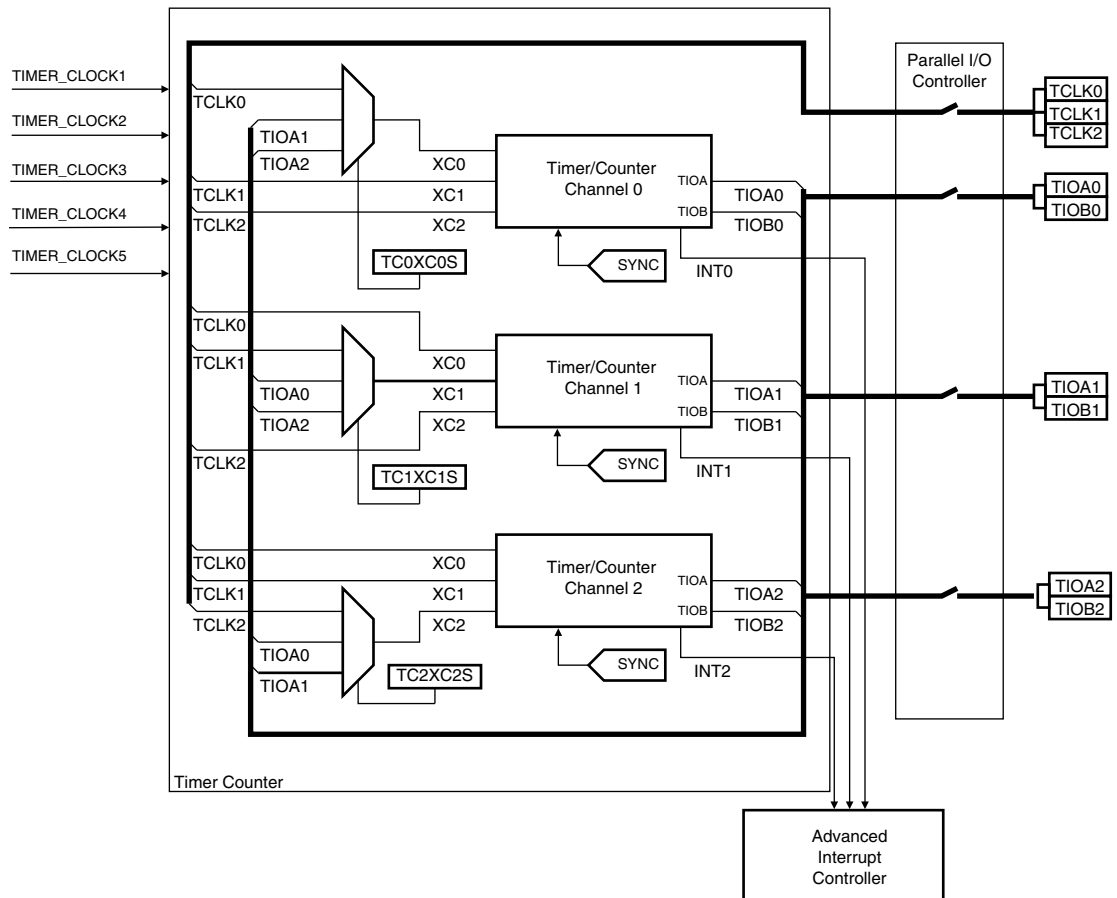 TIMER_CLOCK1
TIMER_CLOCK2
TIMER_CLOCK3
TIMER_CLOCK4
TIMER_CLOCK5
TCLK0
TIOA1
TIOA2
TCLK1
TCLK2
XC0
XC1
XC2
TC0XC0S
Timer/Counter
Channel 0
TIOA
TIOB
TIOA0
TIOB0
SYNC
INT0
TCLK0
TCLK1
TIOA0
TIOA2
TCLK2
XC0
XC1
XC2
TC1XC1S
Timer/Counter
Channel 1
TIOA
TIOB
TIOA1
TIOB1
SYNC
INT1
TCLK0
TCLK1
TCLK2
TIOA0
TIOA1
XC0
XC1
XC2
TC2XC2S
Timer/Counter
Channel 2
TIOA
TIOB
TIOA2
TIOB2
SYNC
INT2
Timer Counter
Parallel I/O
Controller
TCLK0
TCLK1
TCLK2
TIOA0
TIOB0
TIOA1
TIOB1
TIOA2
TIOB2
Advanced
Interrupt
Controller